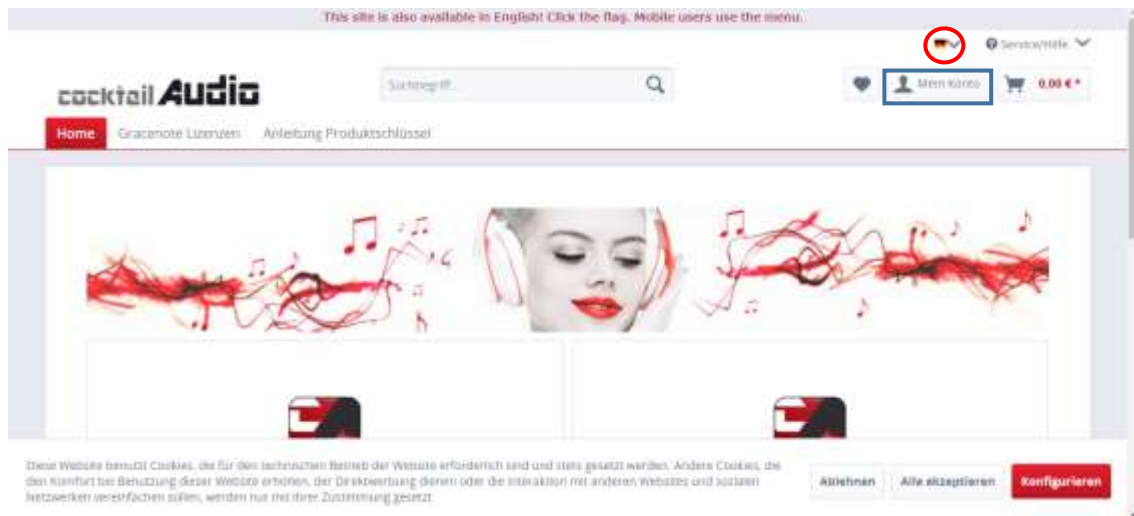 This site is also available in English! Click the flag. Mobile users use the menu.
Service/Hilfe
cocktail Audio
Suchbegriff...
Mein Konto
0,00 € *
Home Gracenote Lizenzen Anleitung Produktschlüssel
Diese Website benutzt Cookies, die für den technischen Betrieb der Website erforderlich sind und stets gesetzt werden. Andere Cookies, die
den Komfort bei Benutzung dieser Website erhöhen, der Direktwerbung dienen oder die Interaktion mit anderen Websites und sozialen
Netzwerken vereinfachen sollen, werden nur mit Ihrer Zustimmung gesetzt.
Ablehnen Alle akzeptieren Konfigurieren